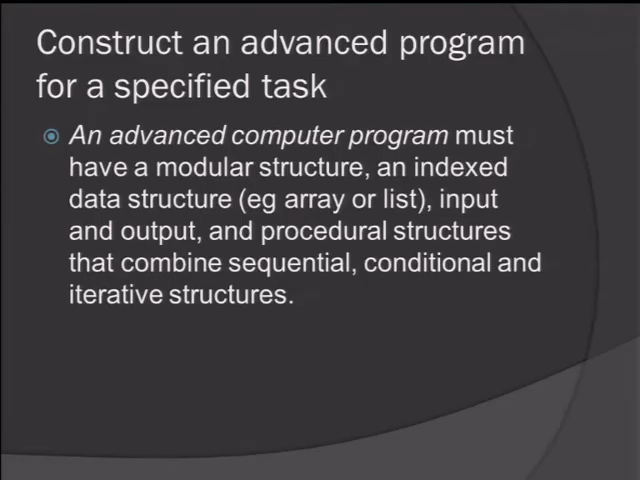 Construct an advanced program
for a specified task
An advanced computer program must
have a modular structure, an indexed
data structure (eg array or list), input
and output, and procedural structures
that combine sequential, conditional and
iterative structures.